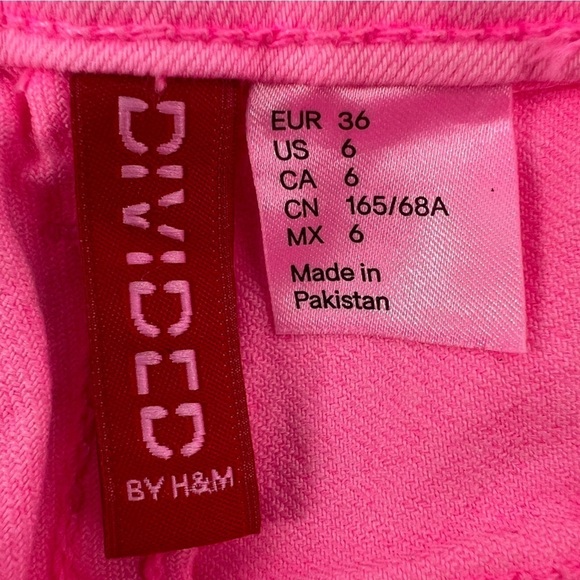 DIVIDED
BY H&M
EUR 36
US 6
CA 6
CN 165/68A
MX 6
Made in
Pakistan